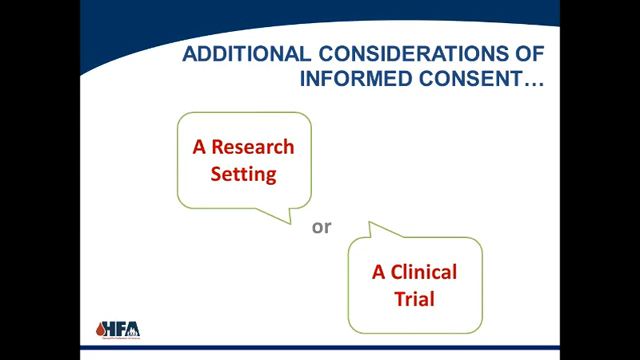 ADDITIONAL CONSIDERATIONS OF
INFORMED CONSENT…
A Research
Setting
or
A Clinical
Trial
HFA